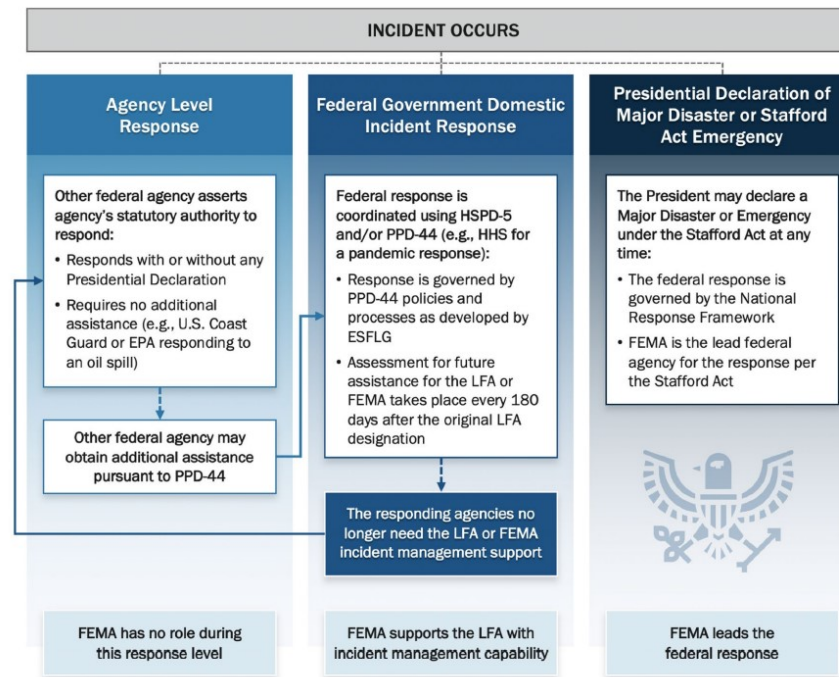 INCIDENT OCCURS
Agency Level
Response
Other federal agency asserts
agency's statutory authority to
respond:
• Responds with or without any
Presidential Declaration
• Requires no additional
assistance (e.g., U.S. Coast
Guard or EPA responding to
an oil spill)
Other federal agency may
obtain additional assistance
pursuant to PPD-44
FEMA has no role during
this response level
Federal Government Domestic
Incident Response
Federal response is
coordinated using HSPD-5
and/or PPD-44 (e.g., HHS for
a pandemic response):
• Response is governed by
PPD-44 policies and
processes as developed by
ESFLG
• Assessment for future
assistance for the LFA or
FEMA takes place every 180
days after the original LFA
designation
The responding agencies no
longer need the LFA or FEMA
incident management support
FEMA supports the LFA with
incident management capability
Presidential Declaration of
Major Disaster or Stafford
Act Emergency
The President may declare a
Major Disaster or Emergency
under the Stafford Act at any
time:
• The federal response is
governed by the National
Response Framework
• FEMA is the lead federal
agency for the response per
the Stafford Act
FEMA leads the
federal response